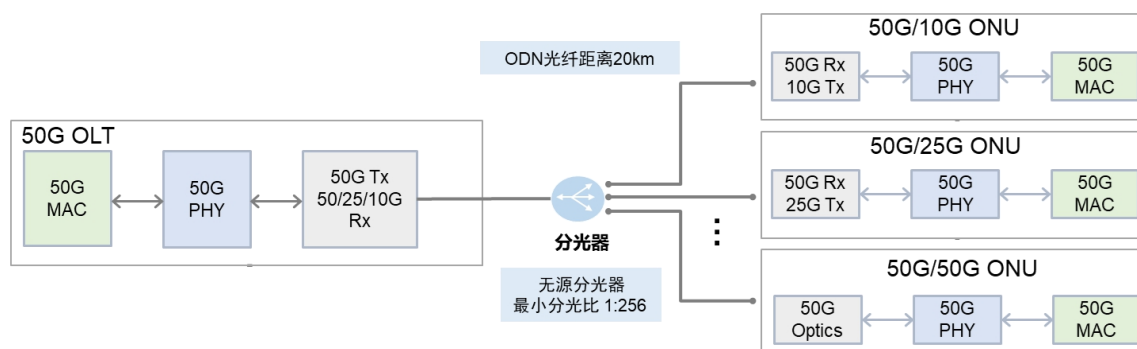 50G OLT
50G
MAC
50G
PHY
50G Tx
50/25/10G
Rx
ODN光纤距离20km
分光器
无源分光器
最小分光比 1:256
50G/10G ONU
50G Rx
10G Tx
50G
PHY
50G
MAC
50G/25G ONU
50G Rx
25G Tx
50G
PHY
50G
MAC
50G/50G ONU
50G
Optics
50G
PHY
50G
MAC